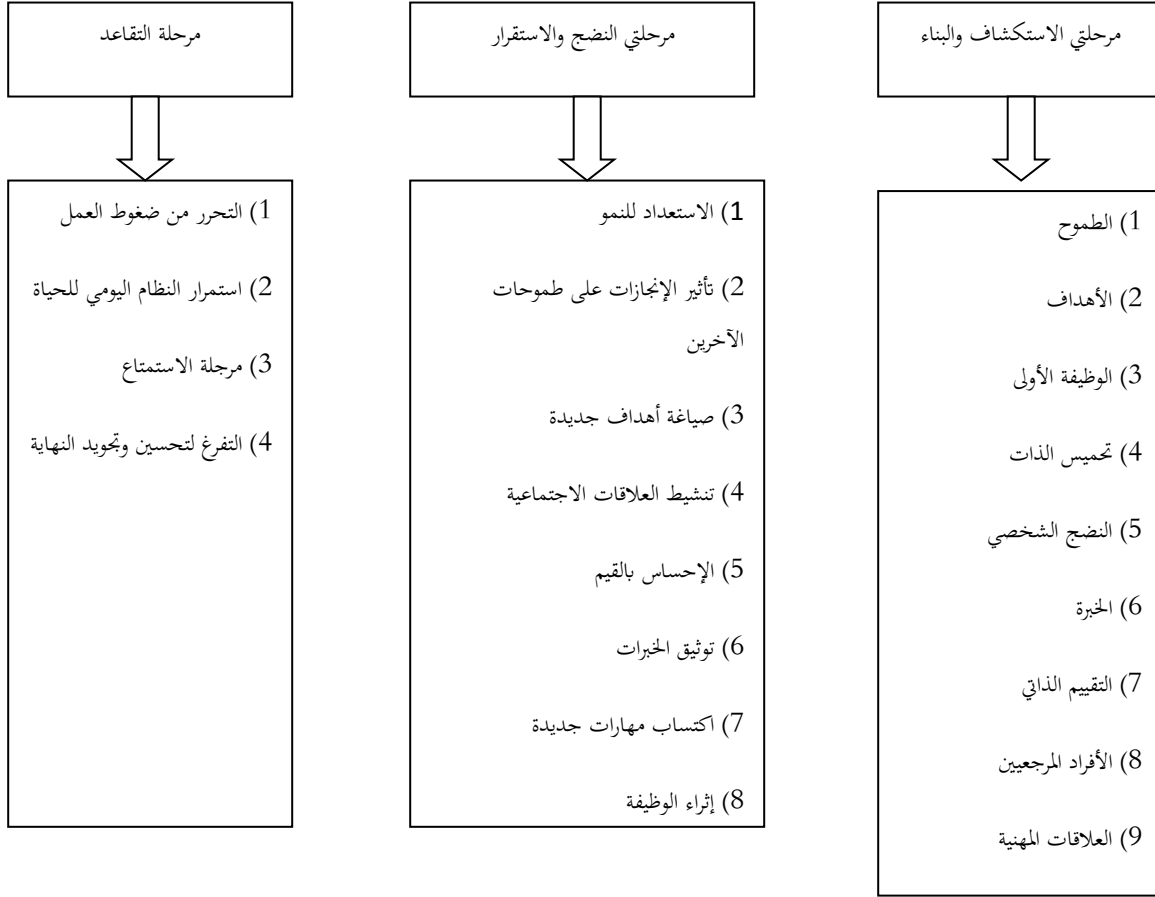 مرحلتي الاستكشاف والبناء
1) الطموح
2) الأهداف
3) الوظيفة الأولى
4) تحميس الذات
5) النضج الشخصي
6) الخبرة
7) التقييم الذاتي
8) الأفراد المرجعيين
9) العلاقات المهنية
مرحلتي النضج والاستقرار
1) الاستعداد للنمو
2) تأثير الإنجازات على طموحات
الآخرين
3) صياغة أهداف جديدة
4) تنشيط العلاقات الاجتماعية
5) الإحساس بالقيم
6) توثيق الخبرات
7) اكتساب مهارات جديدة
8) إثراء الوظيفة
مرحلة التقاعد
1) التحرر من ضغوط العمل
2) استمرار النظام اليومي للحياة
3) مرجلة الاستمتاع
4) التفرغ لتحسين وتجويد النهاية